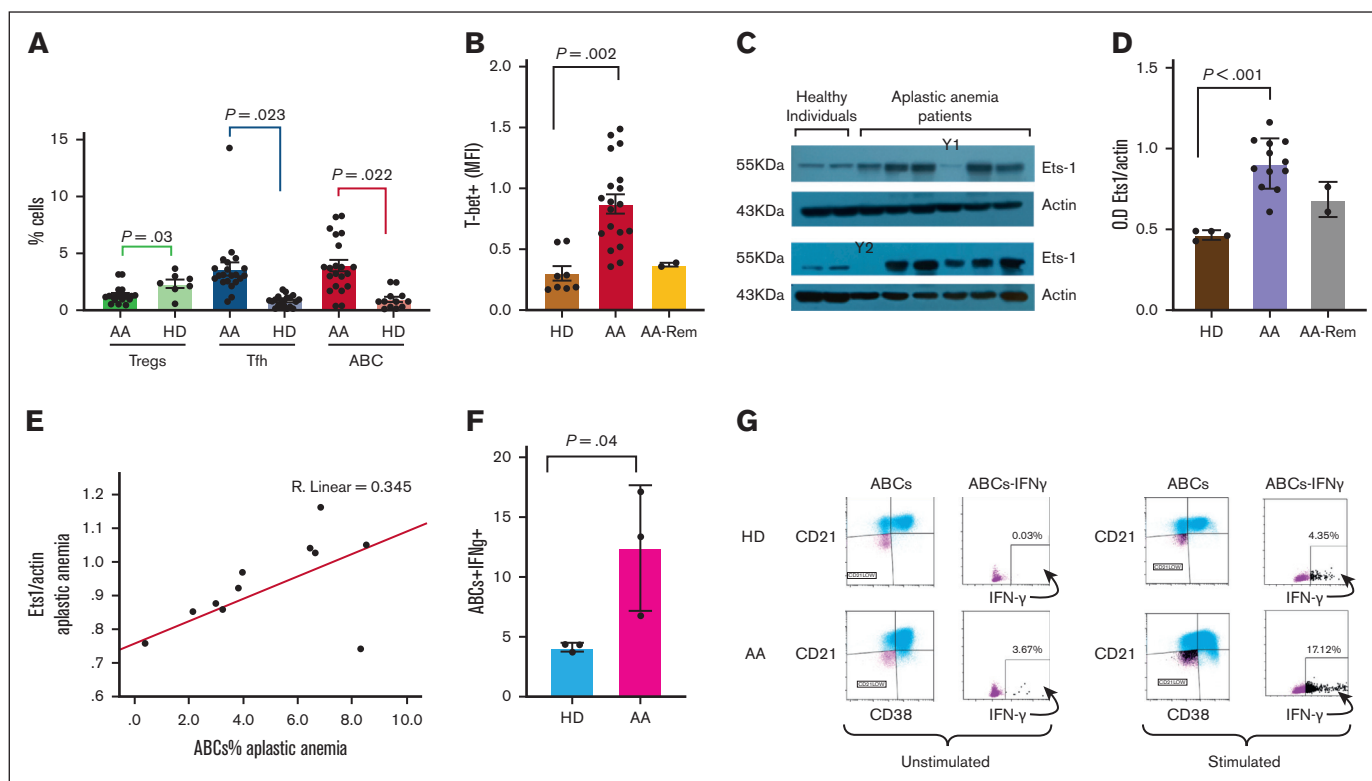 A
P = .023
P = .03
P = .022
15
10
5
0
% cells
AA
HD
AA
HD
AA
HD
Tregs
Tfh
ABC
B
P = .002
2.0
1.5
1.0
0.5
0.0
T-bet+ (MFI)
HD
AA
AA-Rem
C
Healthy
Individuals
Aplastic anemia
patients
Y1
55KDa
Ets-1
43KDa
Actin
Y2
55KDa
Ets-1
43KDa
Actin
D
P < .001
1.5
1.0
0.5
0.0
O.D Ets1/actin
HD
AA
AA-Rem
E
R. Linear = 0.345
1.2
1.1
1.0
.9
.8
.7
.6
Ets1/actin
aplastic anemia
.0
2.0
4.0
6.0
8.0
10.0
ABCs% aplastic anemia
F
P = .04
20
15
10
5
0
ABCs+IFNg+
HD
AA
G
ABCs
ABCs-IFNγ
ABCs
ABCs-IFNγ
HD
CD21
CD21LOW
0.03%
IFN-γ
CD21
CD21LOW
4.35%
IFN-γ
AA
CD21
CD21LOW
3.67%
CD38
IFN-γ
CD21
CD21LOW
17.12%
CD38
IFN-γ
Unstimulated
Stimulated